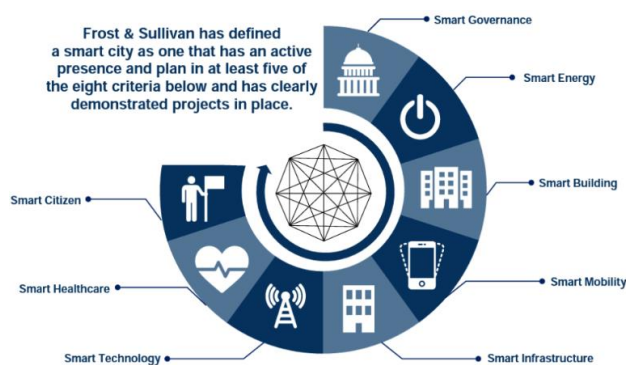 Frost & Sullivan has defined
a smart city as one that has an active
presence and plan in at least five of
the eight criteria below and has clearly
demonstrated projects in place.
Smart Governance
Smart Energy
Smart Building
Smart Mobility
Smart Infrastructure
Smart Technology
Smart Healthcare
Smart Citizen